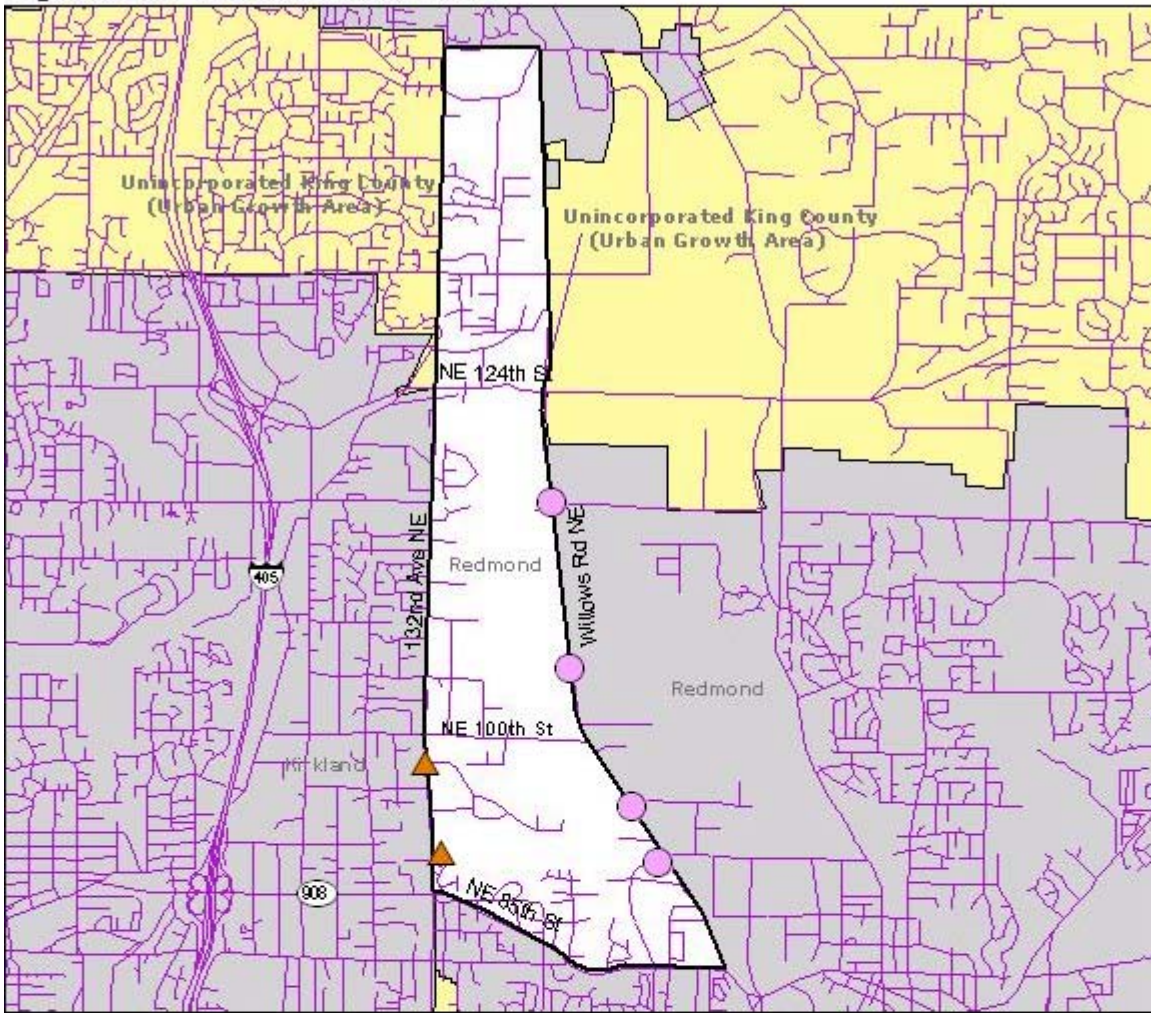 Unincorporated King County
(Urban Growth Area)
Unincorporated King County
(Urban Growth Area)
NE 124th St
132nd Ave NE
Willows Rd NE
Redmond
405
Redmond
NE 100th St
Kirkland
908
NE 85th St